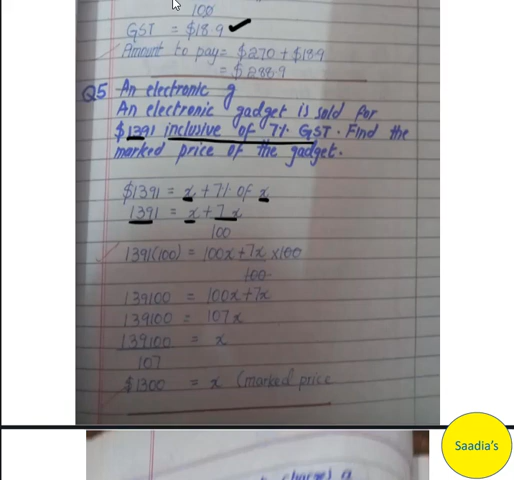 100
GST = $18.9
Amount to pay = $270 + $18.9
= $288.9
Q5 An electronic g
An electronic gadget is sold for
$1391 inclusive of 7% GST. Find the
marked price of the gadget.
$1391 = x + 7% of x
1391 = x + 7 x
100
1391(100) = 100x + 7x x100
100
139100 = 100x + 7x
139100 = 107x
139100 = x
107
$1300 = x (marked price
Saadia's